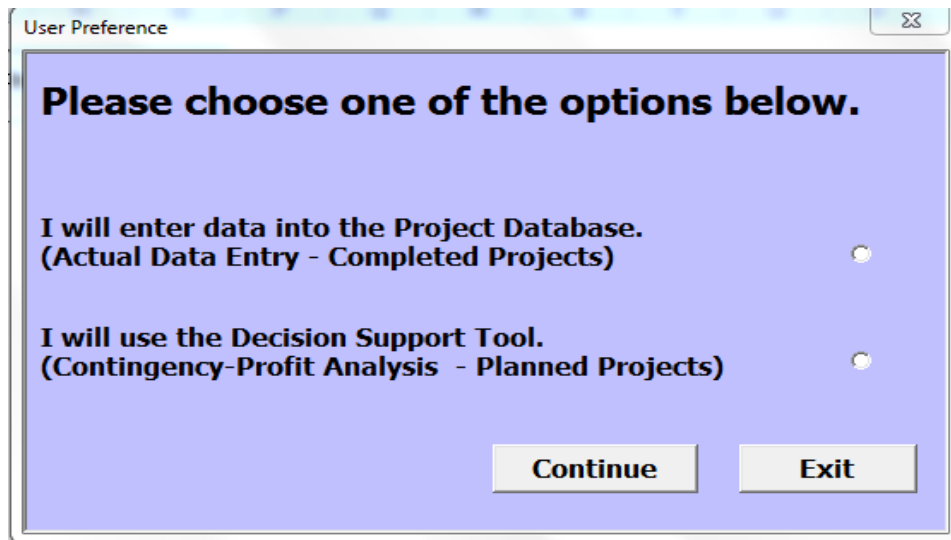 User Preference
Please choose one of the options below.
I will enter data into the Project Database.
(Actual Data Entry - Completed Projects)
I will use the Decision Support Tool.
(Contingency-Profit Analysis  - Planned Projects)
Continue
Exit